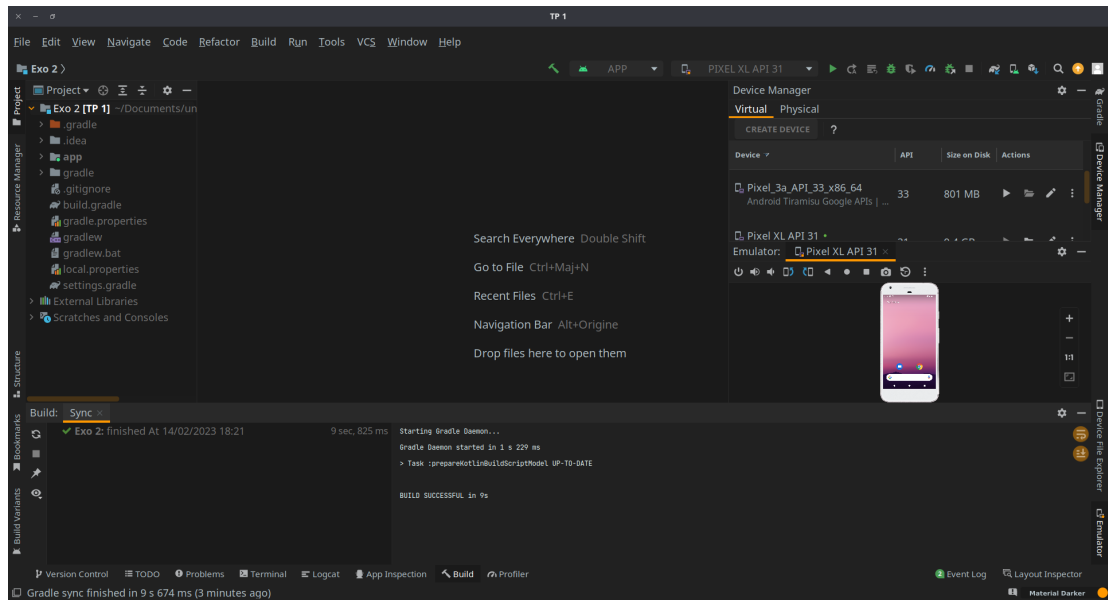 TP 1
File Edit View Navigate Code Refactor Build Run Tools VCS Window Help
Exo 2
APP
PIXEL XL API 31
Project
Exo 2 [TP 1] ~/Documents/un
.gradle
.idea
app
gradle
.gitignore
build.gradle
gradle.properties
gradlew
gradlew.bat
local.properties
settings.gradle
External Libraries
Scratches and Consoles
Project
Resource Manager
Structure
Bookmarks
Build Variants
Search Everywhere Double Shift
Go to File Ctrl+Maj+N
Recent Files Ctrl+E
Navigation Bar Alt+Origine
Drop files here to open them
Device Manager
Virtual Physical
CREATE DEVICE ?
Device API Size on Disk Actions
Pixel_3a_API_33_x86_64
Android Tiramisu Google APIs | ...
33 801 MB
Pixel XL API 31
Emulator: Pixel XL API 31
1:1
Gradle
Device Manager
Device File Explorer
Emulator
Build: Sync
Exo 2: finished At 14/02/2023 18:21 9 sec, 825 ms
Starting Gradle Daemon...
Gradle Daemon started in 1 s 229 ms
> Task :prepareKotlinBuildScriptModel UP-TO-DATE
BUILD SUCCESSFUL in 9s
Version Control TODO Problems Terminal Logcat App Inspection Build Profiler
2 Event Log Layout Inspector
Gradle sync finished in 9 s 674 ms (3 minutes ago)
Material Darker